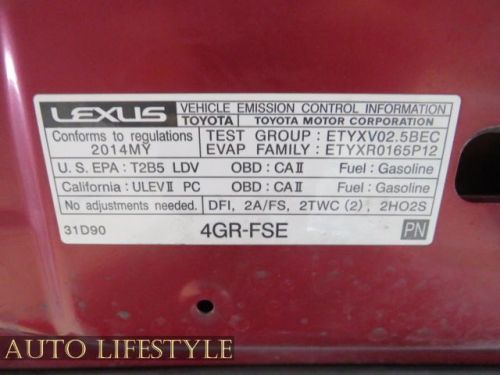 LEXUS VEHICLE EMISSION CONTROL INFORMATION
TOYOTA TOYOTA MOTOR CORPORATION
Conforms to regulations TEST GROUP : ETYXV02.5BEC
2014MY EVAP FAMILY : ETYXR0165P12
U.S. EPA : T2B5 LDV OBD : CAⅡ Fuel : Gasoline
California : ULEVⅡ PC OBD : CAⅡ Fuel : Gasoline
No adjustments needed. DFI, 2A/FS, 2TWC (2), 2HO2S
31D90 4GR-FSE PN
AUTO LIFESTYLE